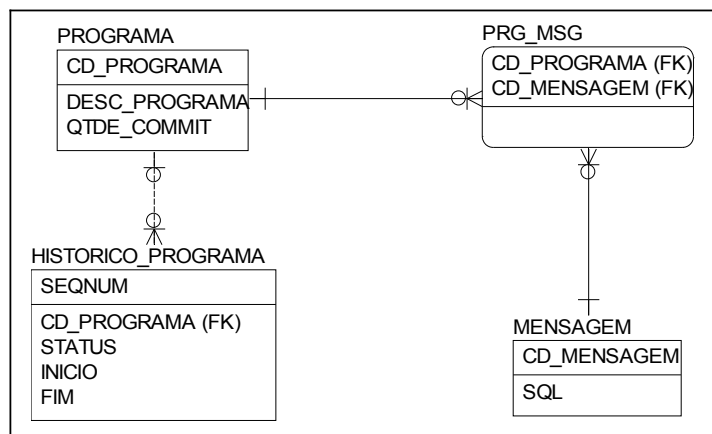 PROGRAMA
CD_PROGRAMA
DESC_PROGRAMA
QTDE_COMMIT
PRG_MSG
CD_PROGRAMA (FK)
CD_MENSAGEM (FK)
HISTORICO_PROGRAMA
SEQNUM
CD_PROGRAMA (FK)
STATUS
INICIO
FIM
MENSAGEM
CD_MENSAGEM
SQL